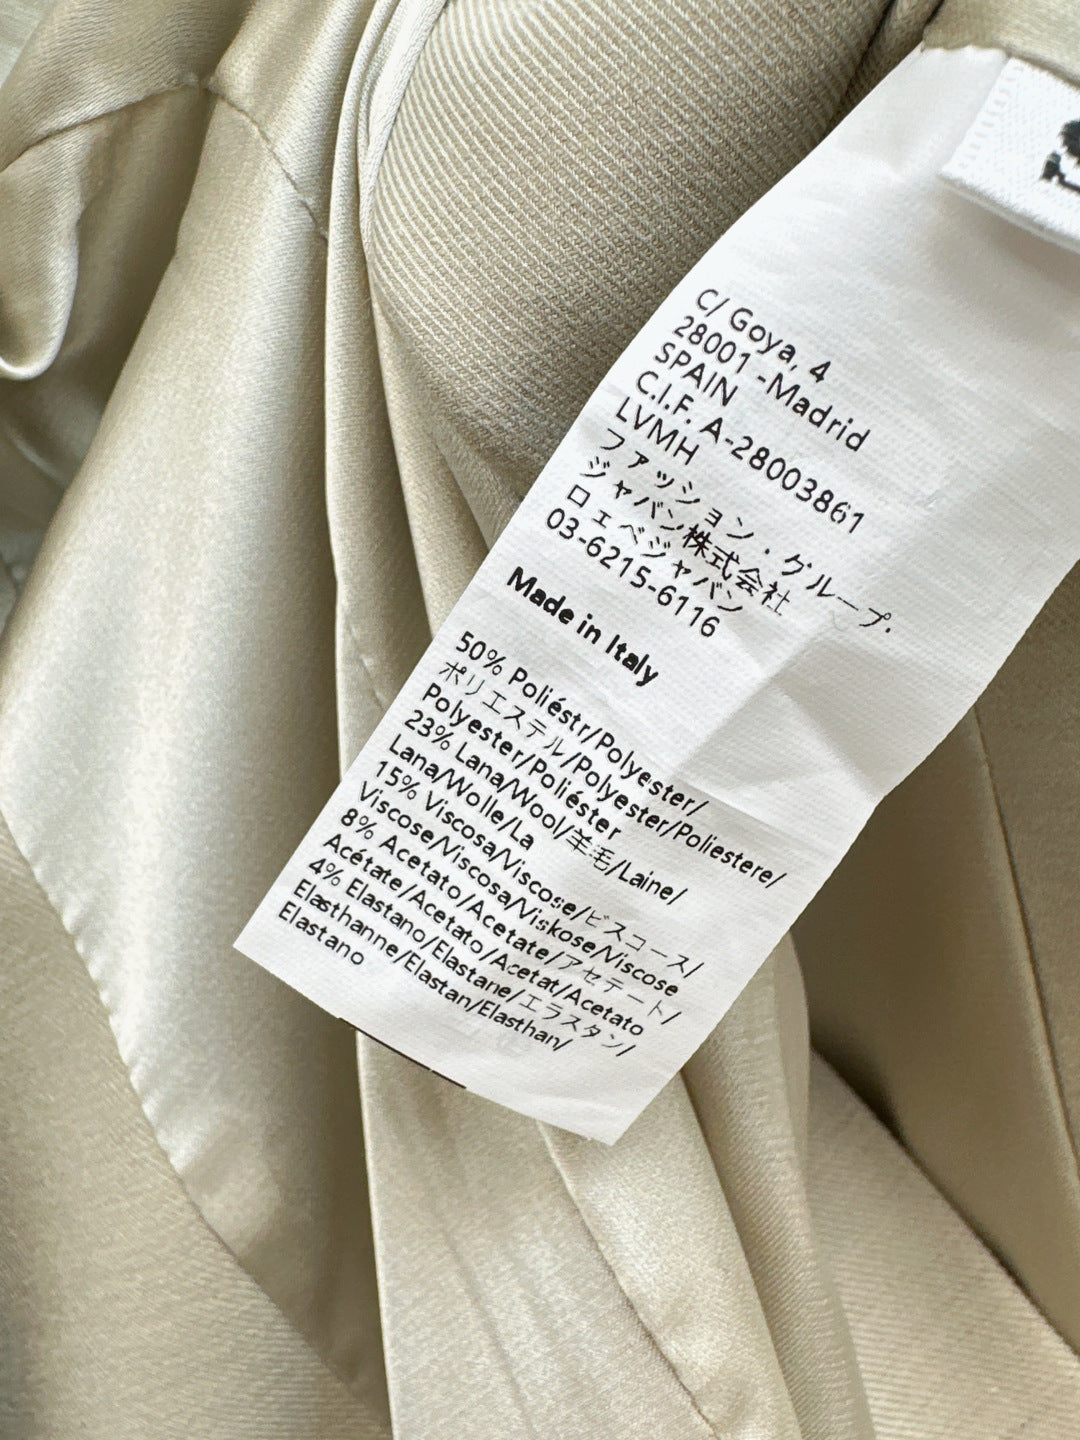 C/ Goya, 4
28001 -Madrid
SPAIN
C.I.F. A-28003861
LVMH
ファッション・グループ・
ジャパン株式会社
ロエベジャパン
03-6215-6116
Made in Italy
50% Poliéstr/Polyester/
ポリエステル/Polyester/Poliestere/
Polyester/Poliéster
23% Lana/Wool/羊毛/Laine/
Lana/Wolle/La
15% Viscosa/Viscose/ビスコース/
Viscose/Viscosa/Viskose/Viscose
8% Acetato/Acetate/アセテート/
Acétate/Acetato/Acetat/Acetato
4% Elastano/Elastane/エラスタン/
Elasthanne/Elastan/Elasthan/
Elastano